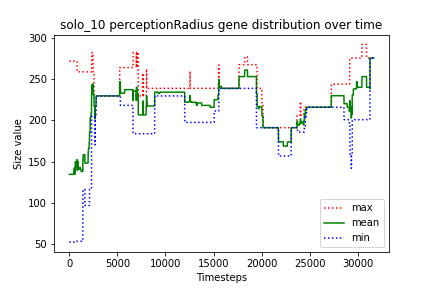 solo_10 perceptionRadius gene distribution over time
Size value
300
250
200
150
100
50
0
5000
10000
15000
20000
25000
30000
Timesteps
max
mean
min